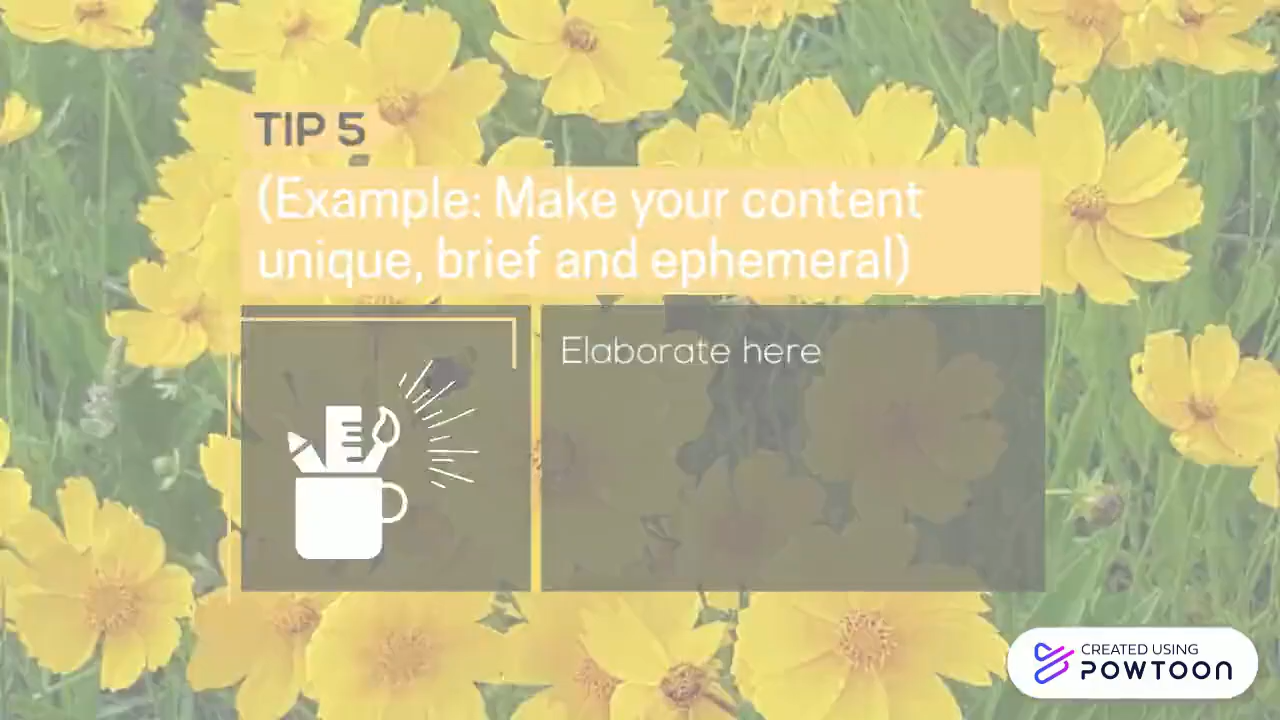 TIP 5
(Example: Make your content
unique, brief and ephemeral)
Elaborate here
CREATED USING
POWTOON